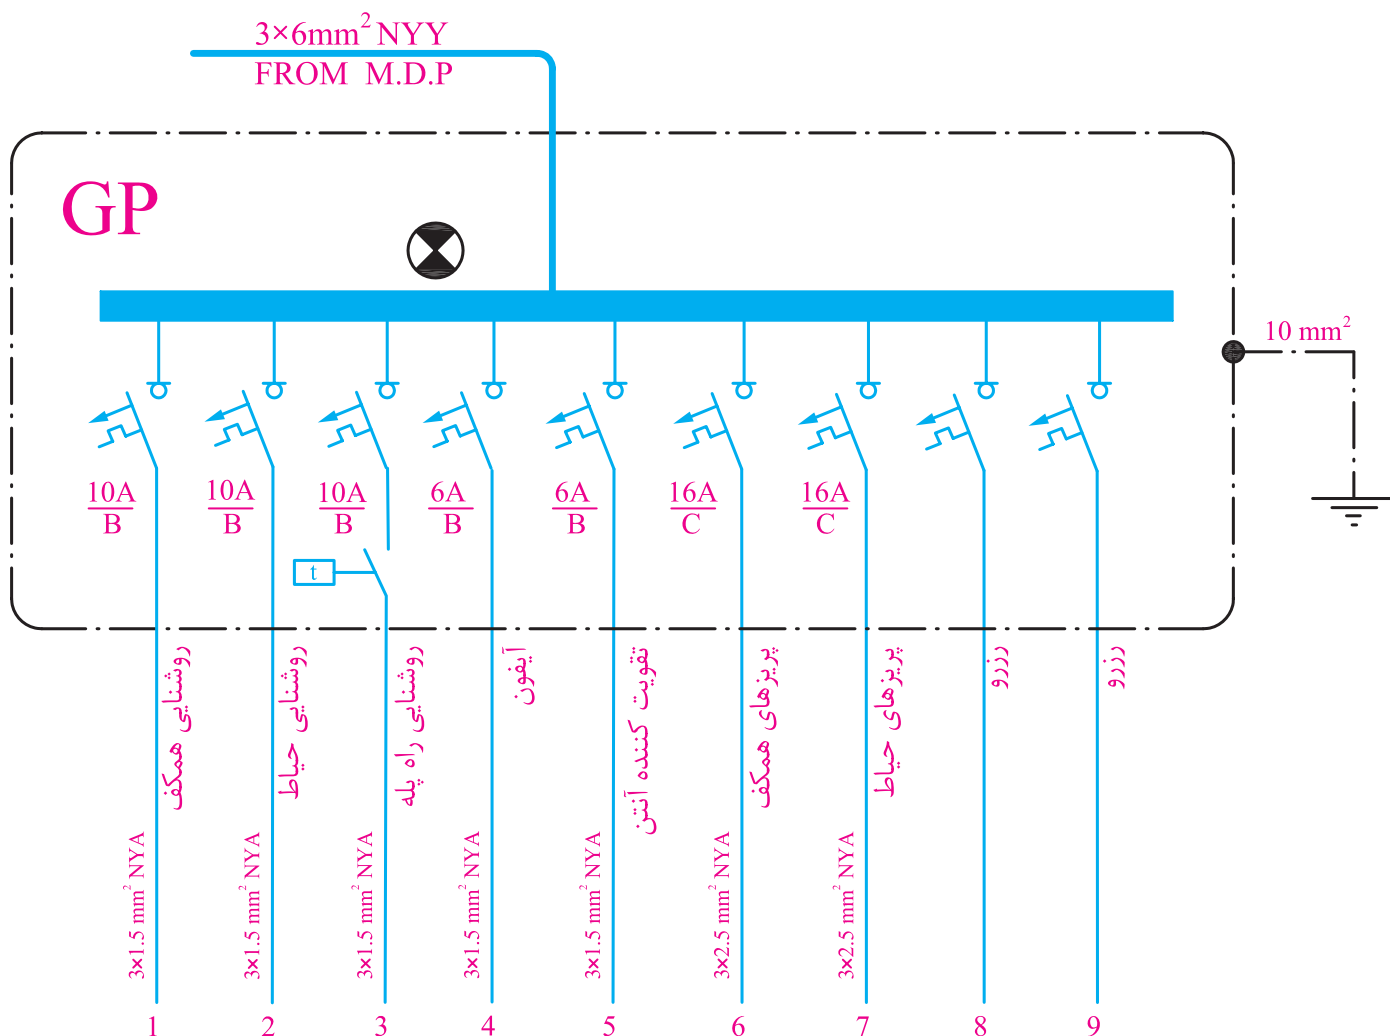 3×6mm² NYY
FROM M.D.P
GP
10 mm²
10A
B
10A
B
10A
B
6A
B
6A
B
16A
C
16A
C
t
روشنایی همکف
روشنایی حیاط
روشنایی راه پله
آیفون
تقویت کننده آنتن
پریزهای همکف
پریزهای حیاط
رزرو
رزرو
3×1.5 mm² NYA
3×1.5 mm² NYA
3×1.5 mm² NYA
3×1.5 mm² NYA
3×1.5 mm² NYA
3×2.5 mm² NYA
3×2.5 mm² NYA
1
2
3
4
5
6
7
8
9